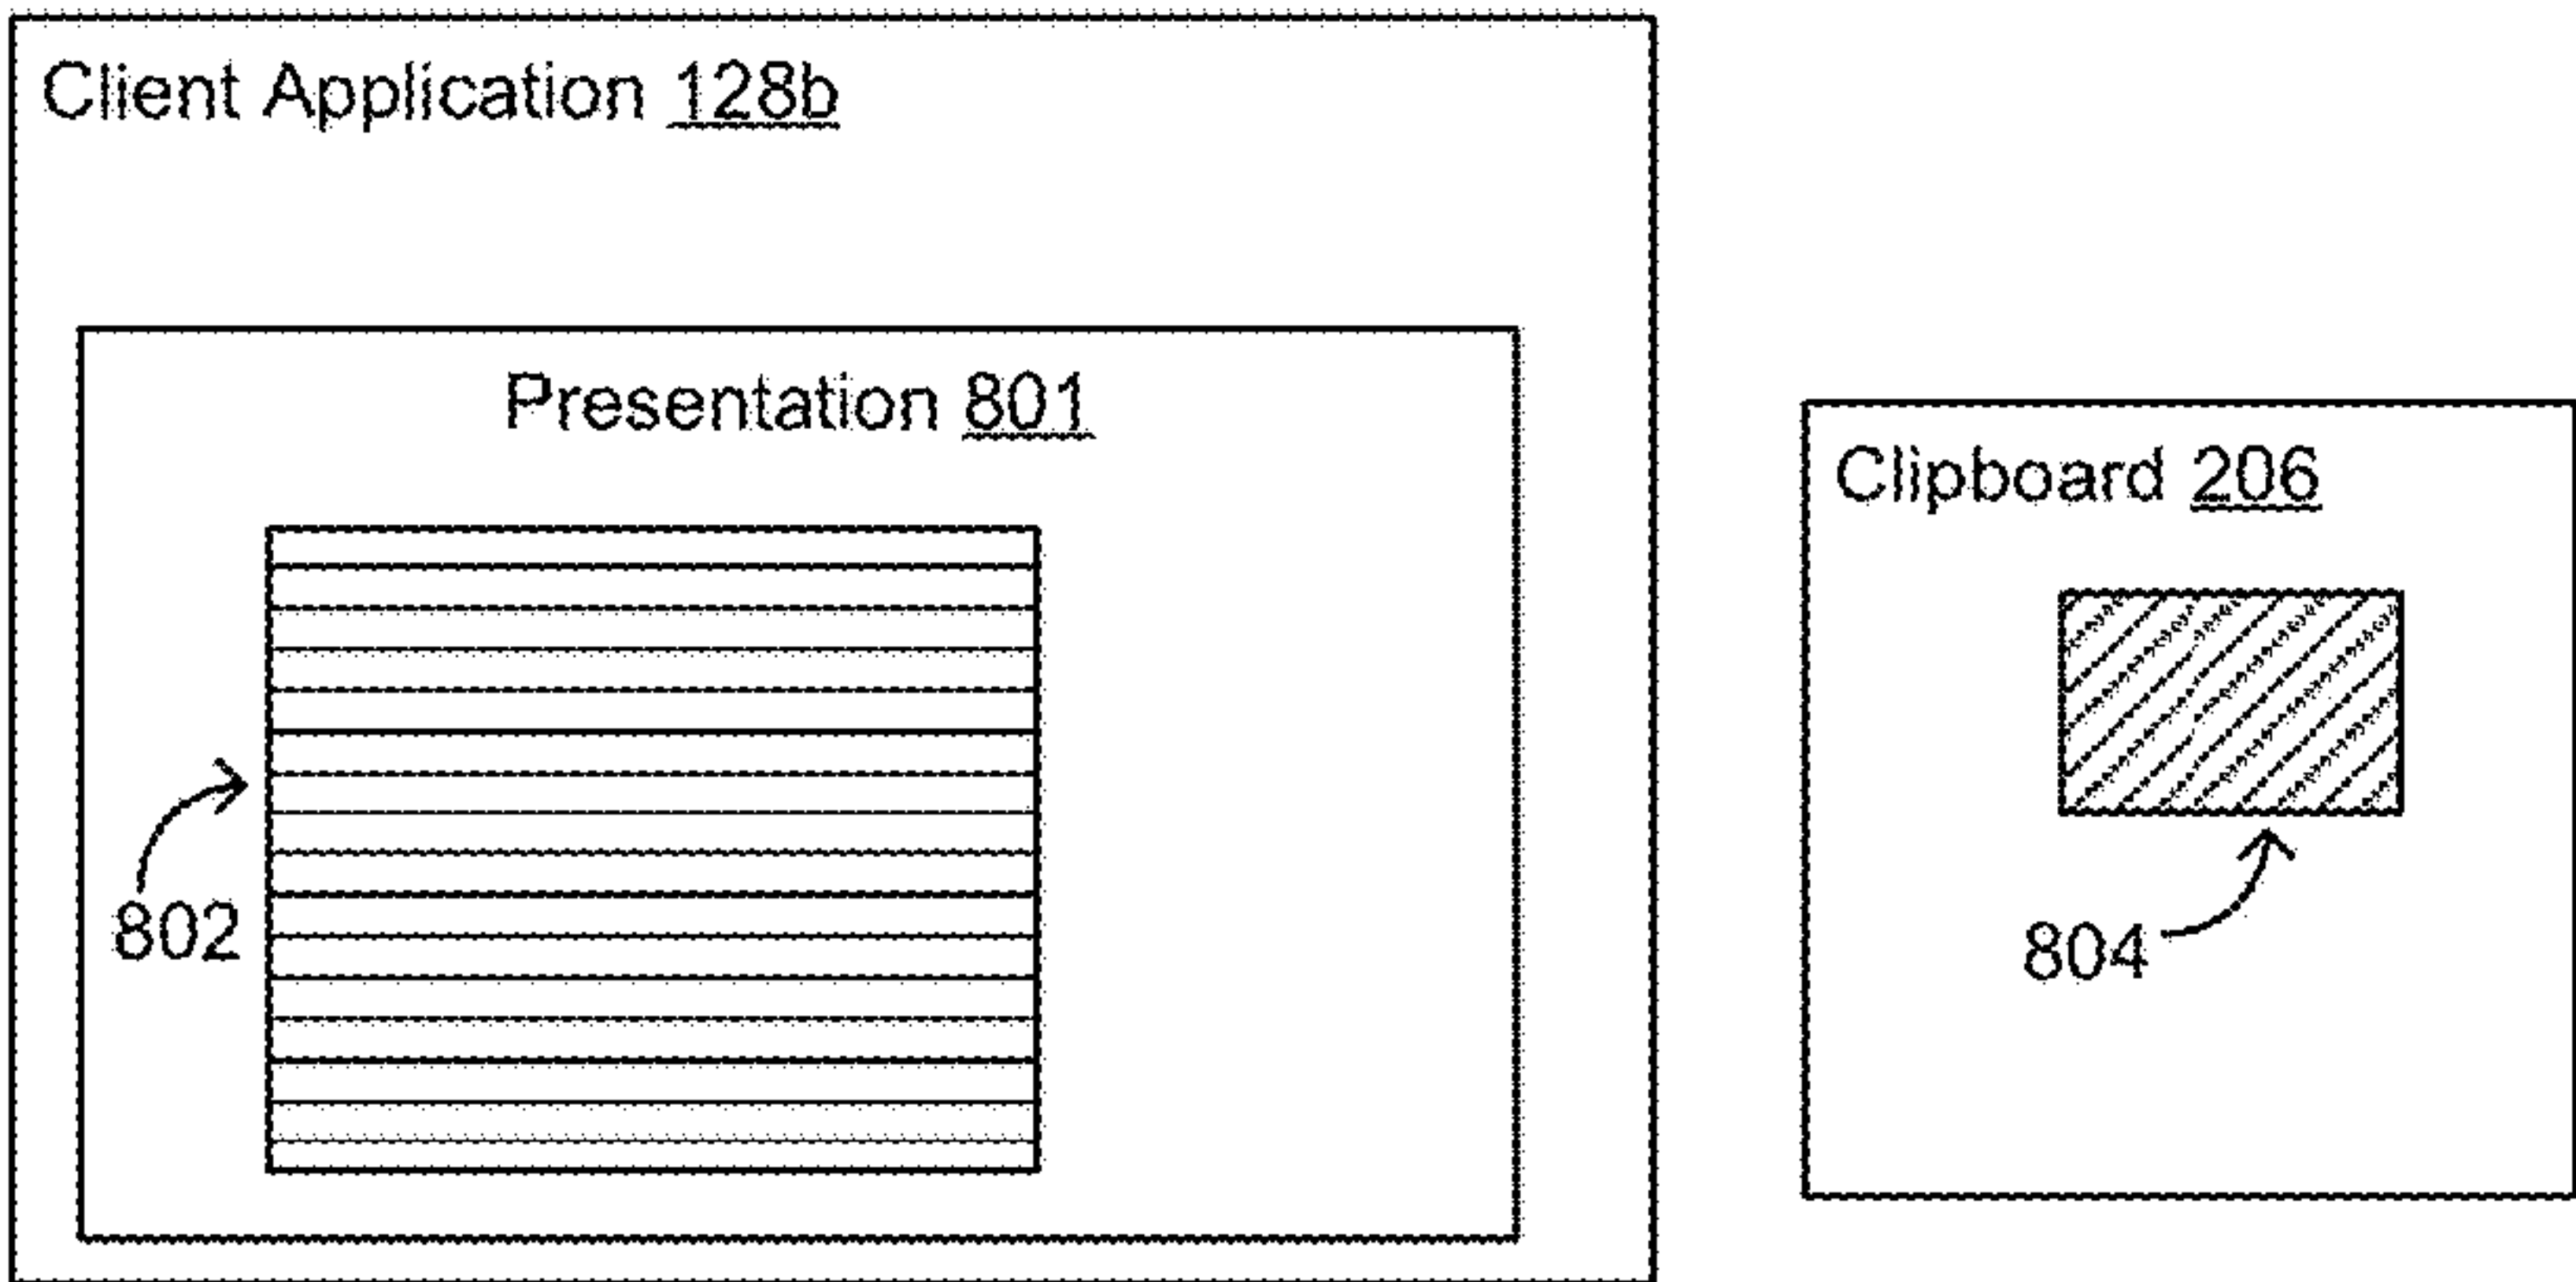 Client Application 128b
Presentation 801
802
Clipboard 206
804